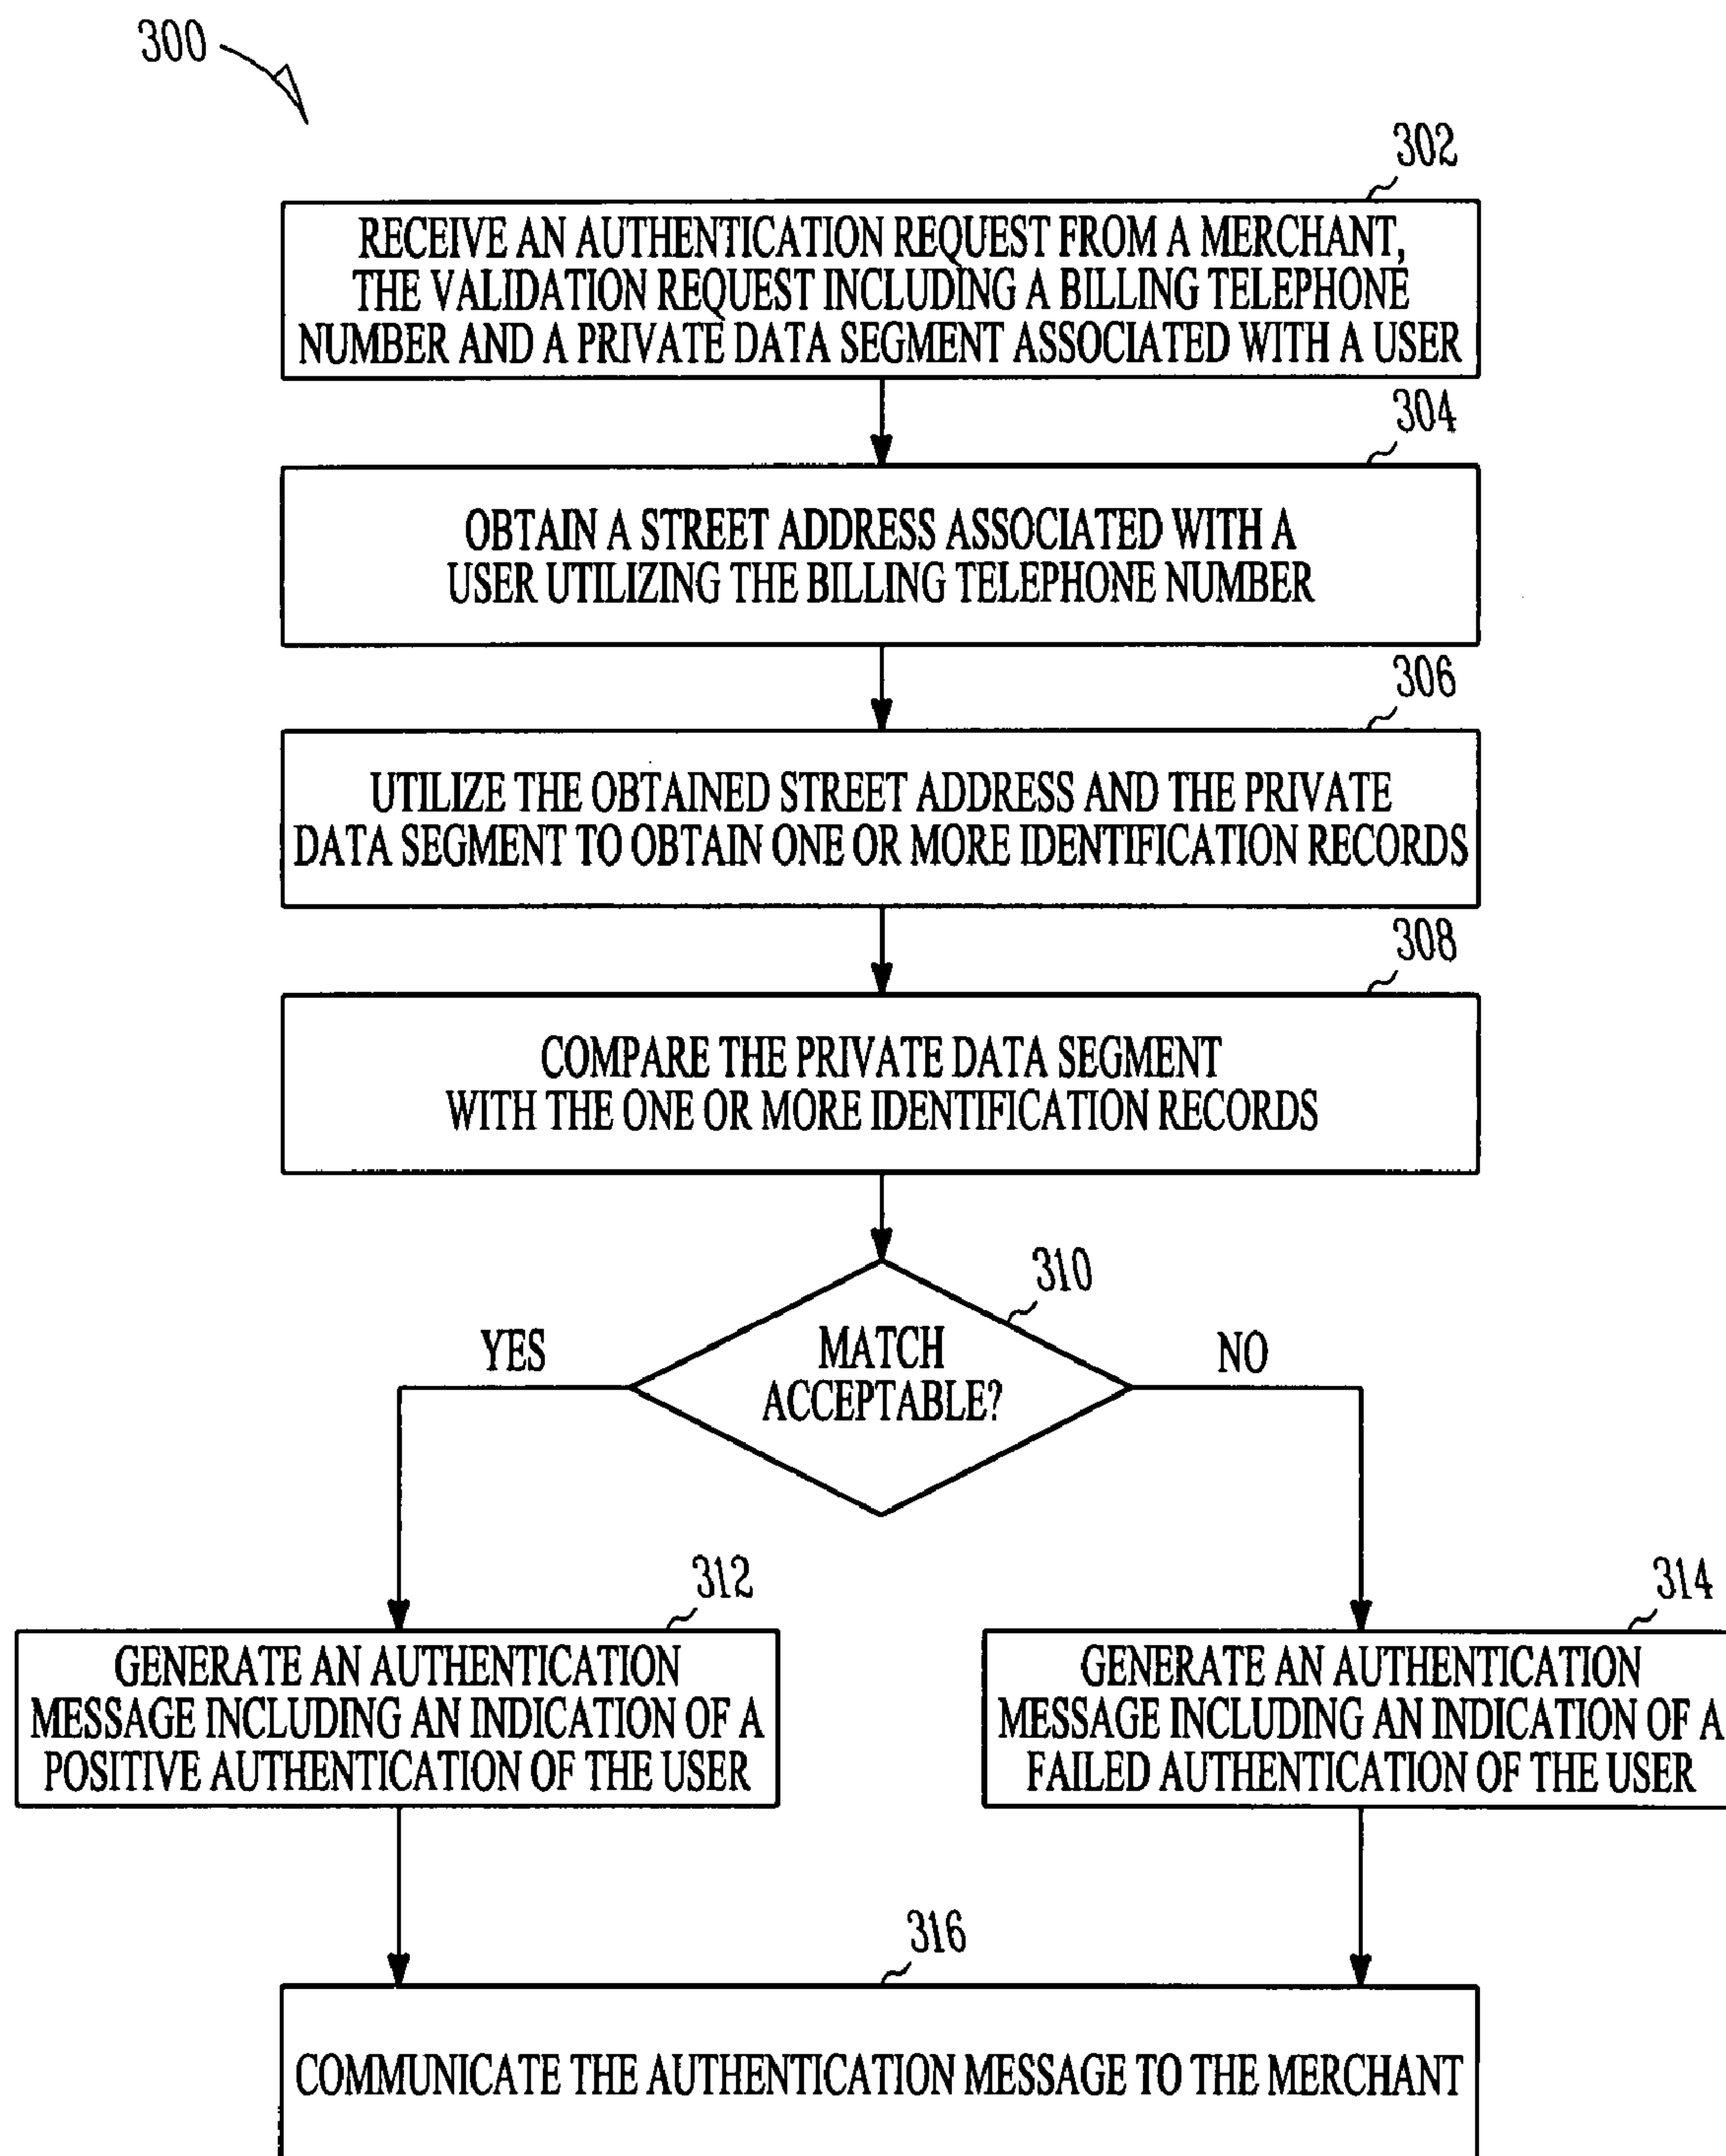 300
302
RECEIVE AN AUTHENTICATION REQUEST FROM A MERCHANT,
THE VALIDATION REQUEST INCLUDING A BILLING TELEPHONE
NUMBER AND A PRIVATE DATA SEGMENT ASSOCIATED WITH A USER
304
OBTAIN A STREET ADDRESS ASSOCIATED WITH A
USER UTILIZING THE BILLING TELEPHONE NUMBER
306
UTILIZE THE OBTAINED STREET ADDRESS AND THE PRIVATE
DATA SEGMENT TO OBTAIN ONE OR MORE IDENTIFICATION RECORDS
308
COMPARE THE PRIVATE DATA SEGMENT
WITH THE ONE OR MORE IDENTIFICATION RECORDS
310
MATCH
ACCEPTABLE?
YES
NO
312
GENERATE AN AUTHENTICATION
MESSAGE INCLUDING AN INDICATION OF A
POSITIVE AUTHENTICATION OF THE USER
314
GENERATE AN AUTHENTICATION
MESSAGE INCLUDING AN INDICATION OF A
FAILED AUTHENTICATION OF THE USER
316
COMMUNICATE THE AUTHENTICATION MESSAGE TO THE MERCHANT